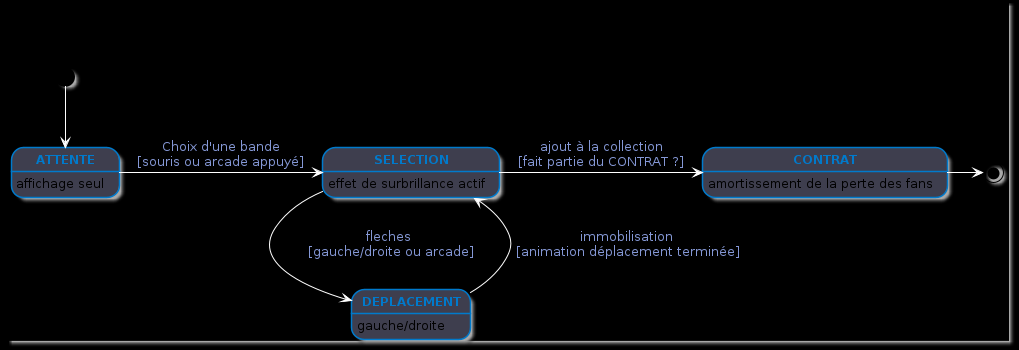 Choix d'une bande
[souris ou arcade appuyé]
ajout à la collection
[fait partie du CONTRAT ?]
ATTENTE
affichage seul
SELECTION
effet de surbrillance actif
CONTRAT
amortissement de la perte des fans
fleches
[gauche/droite ou arcade]
immobilisation
[animation déplacement terminée]
DEPLACEMENT
gauche/droite